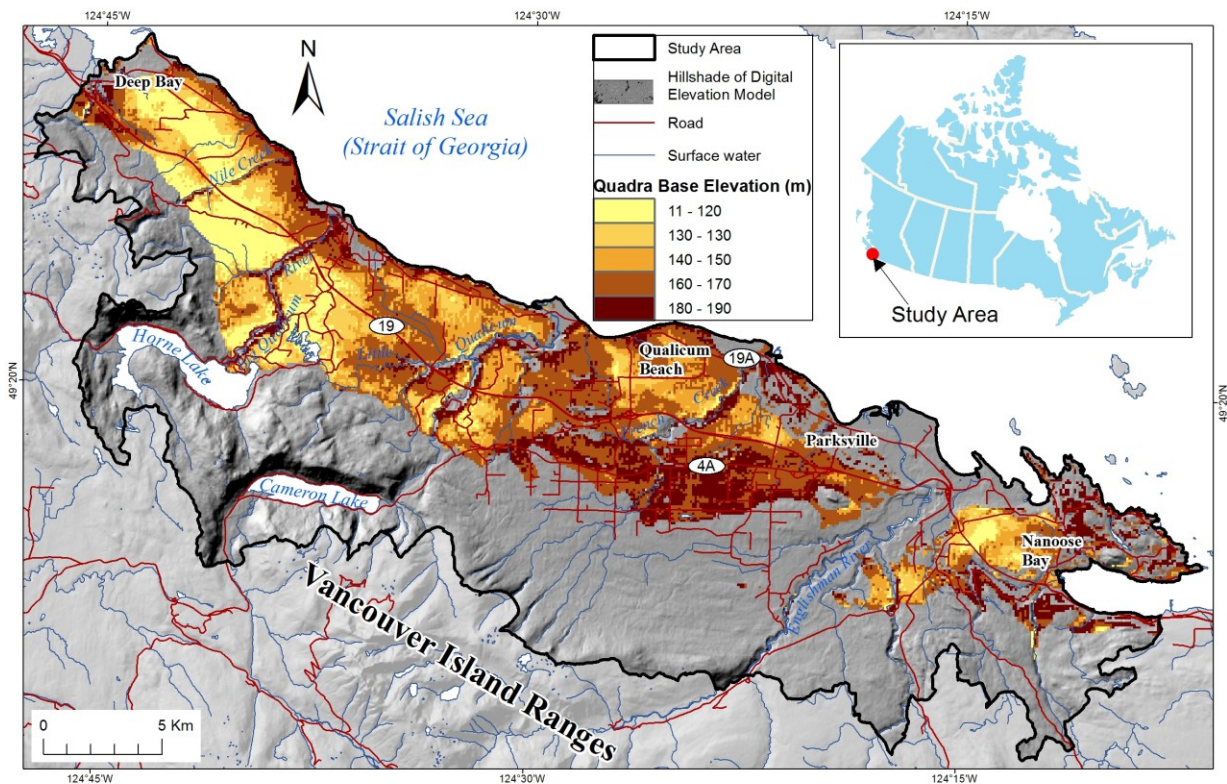 124°45'W
124°30'W
124°15'W
Deep Bay
N
Salish Sea
(Strait of Georgia)
Study Area
Hillshade of Digital
Elevation Model
Road
Surface water
Quadra Base Elevation (m)
11 - 120
130 - 130
140 - 150
160 - 170
180 - 190
Study Area
Nile Creek
River
Qualicum
19
Little
Qualicum
Horne Lake
Qualicum
Beach
19A
49°20'N
49°20'N
French
Creek
Parksville
4A
Cameron Lake
Nanoose
Bay
Englishman River
Vancouver Island Ranges
0
5 Km
124°45'W
124°30'W
124°15'W